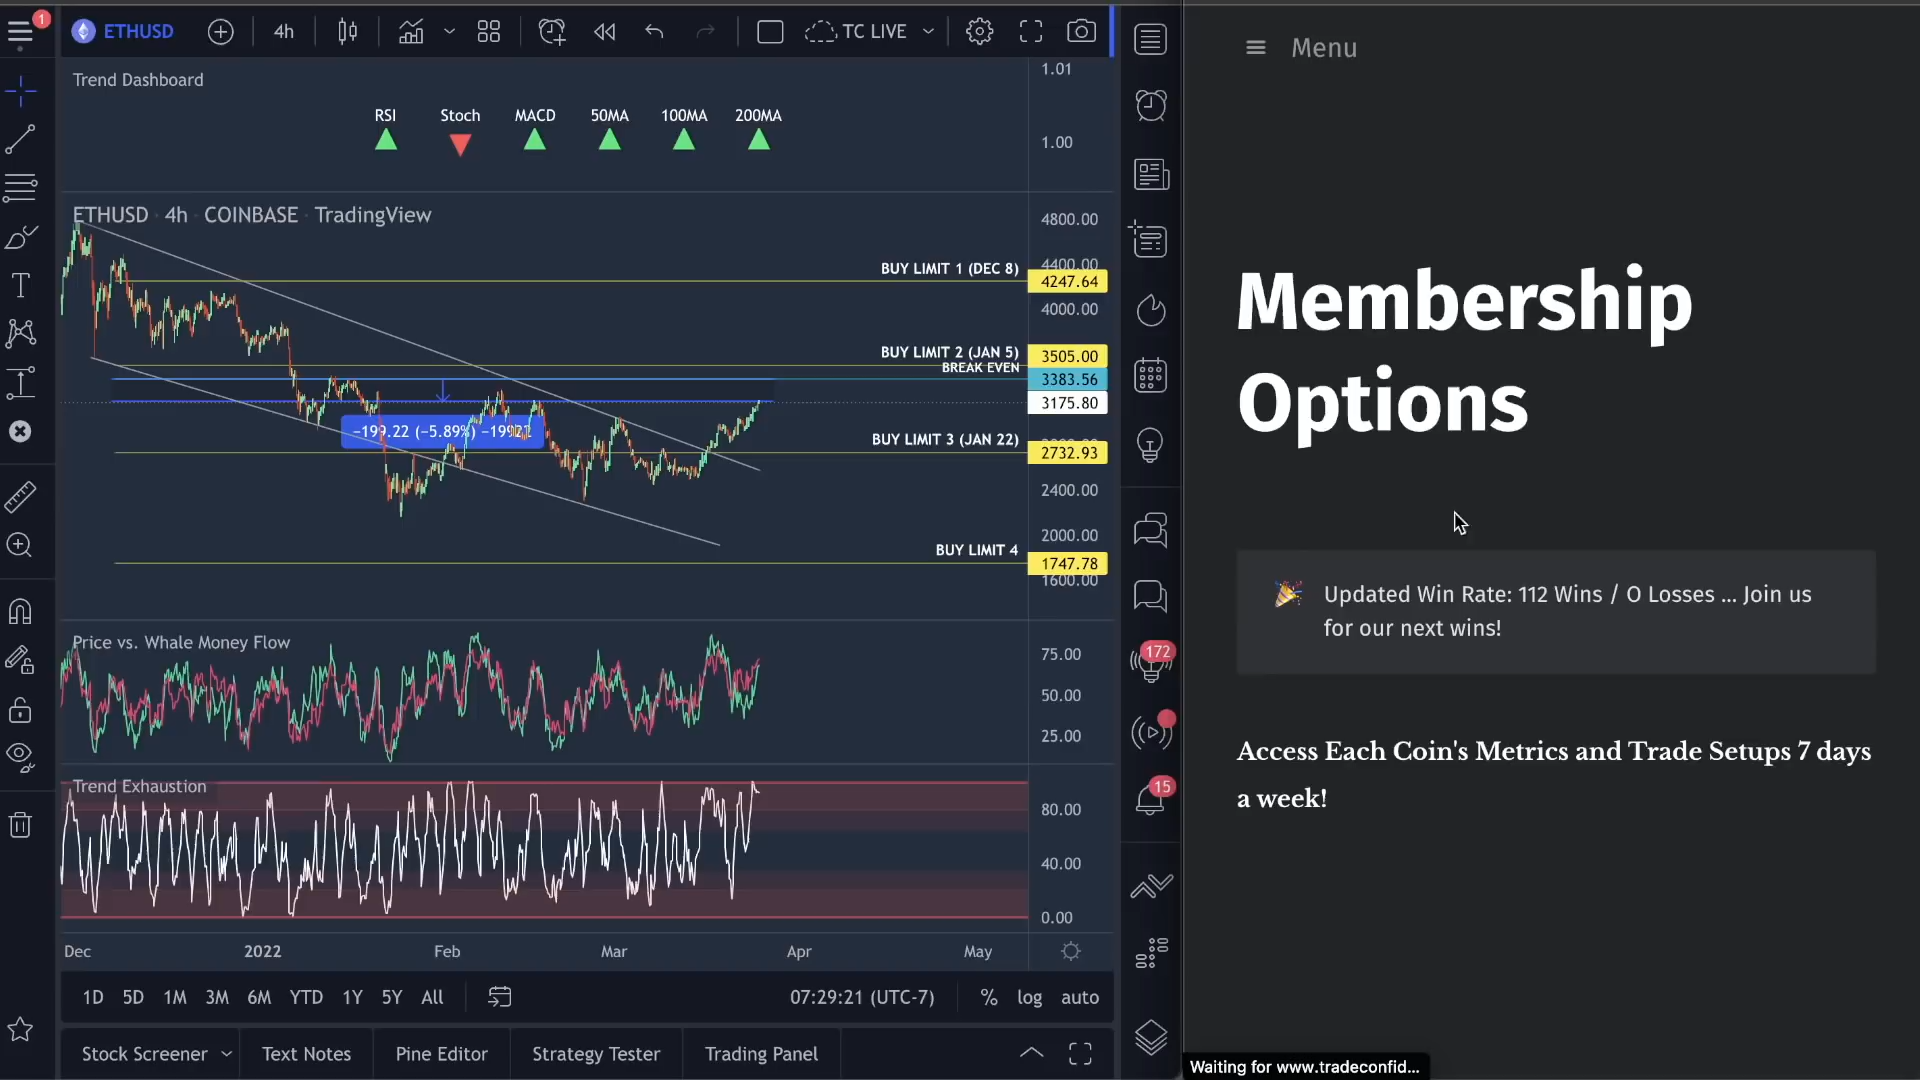 1
ETHUSD
4h
TC LIVE
Menu
Trend Dashboard
RSI
Stoch
MACD
50MA
100MA
200MA
1.01
1.00
ETHUSD · 4h · COINBASE · TradingView
4800.00
4400.00
BUY LIMIT 1 (DEC 8)
4247.64
4000.00
BUY LIMIT 2 (JAN 5)
3505.00
BREAK EVEN
3383.56
3175.80
BUY LIMIT 3 (JAN 22)
2732.93
2400.00
2000.00
BUY LIMIT 4
1747.78
1600.00
Price vs. Whale Money Flow
75.00
50.00
25.00
Trend Exhaustion
80.00
40.00
0.00
Dec
2022
Feb
Mar
Apr
May
1D
5D
1M
3M
6M
YTD
1Y
5Y
All
07:29:21 (UTC-7)
%
log
auto
Stock Screener
Text Notes
Pine Editor
Strategy Tester
Trading Panel
172
15
Membership
Options
Updated Win Rate: 112 Wins / O Losses ... Join us
for our next wins!
Access Each Coin's Metrics and Trade Setups 7 days
a week!
Waiting for www.tradeconfid...